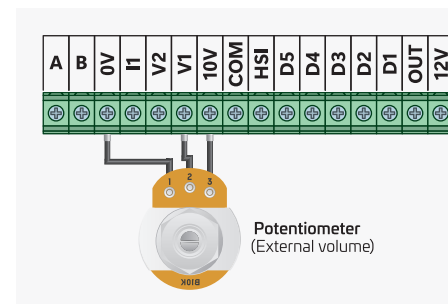 A B 0V I1 V2 V1 10V COM HSI D5 D4 D3 D2 D1 OUT 12V
1 2 3
Potentiometer
(External volume)
B10K